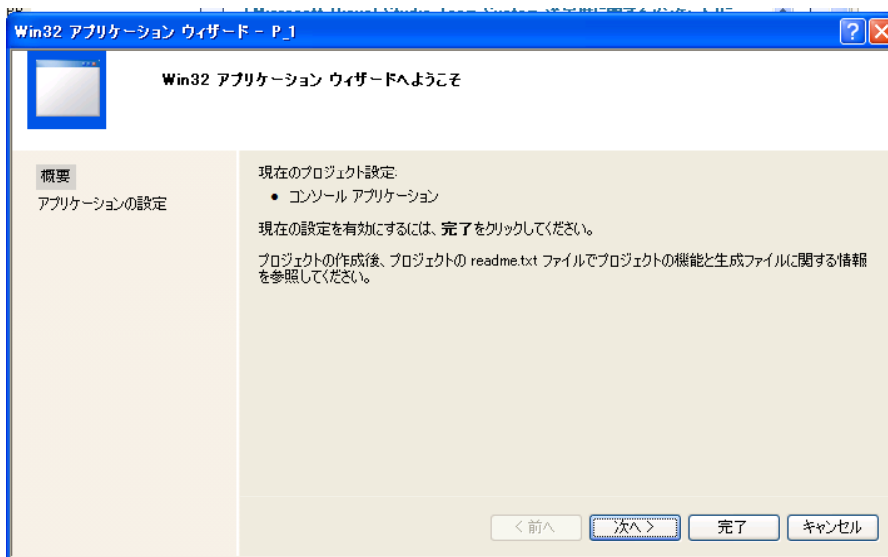 Win32 アプリケーション ウィザード - P_1
Win32 アプリケーション ウィザードへようこそ
概要
アプリケーションの設定
現在のプロジェクト設定:
• コンソール アプリケーション
現在の設定を有効にするには、完了をクリックしてください。
プロジェクトの作成後、プロジェクトの readme.txt ファイルでプロジェクトの機能と生成ファイルに関する情報
を参照してください。
< 前へ
次へ >
完了
キャンセル